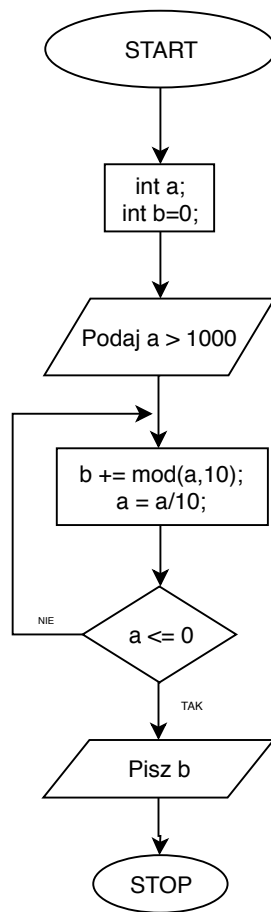 START
int a;
int b=0;
Podaj a > 1000
b += mod(a,10);
a = a/10;
a <= 0
NIE
TAK
Pisz b
STOP